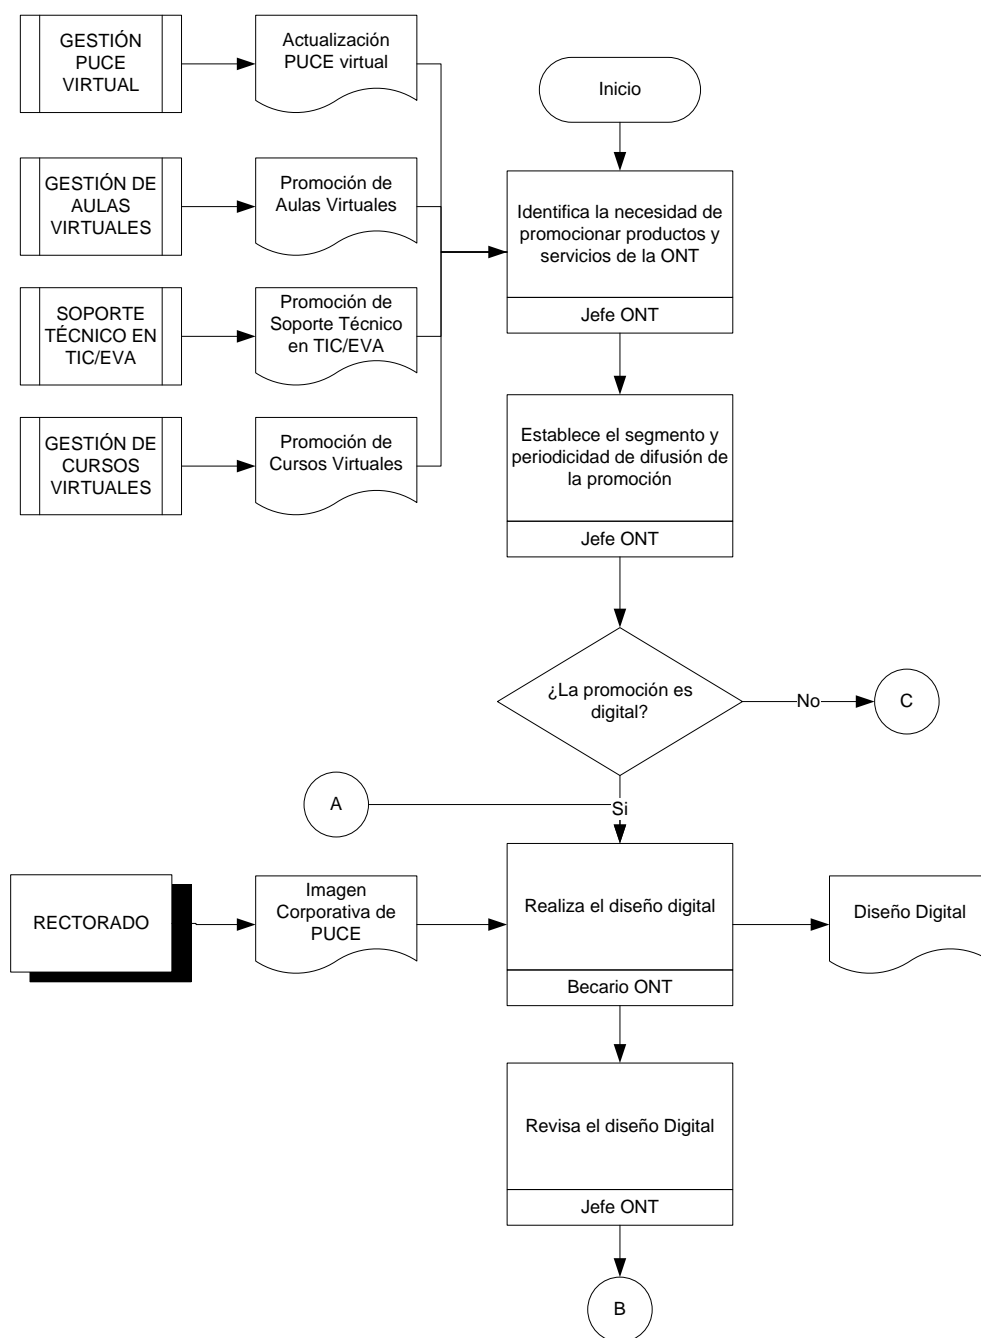 GESTIÓN
PUCE
VIRTUAL
Actualización
PUCE virtual
Inicio
GESTIÓN DE
AULAS
VIRTUALES
Promoción de
Aulas Virtuales
Identifica la necesidad de
promocionar productos y
servicios de la ONT
Jefe ONT
SOPORTE
TÉCNICO EN
TIC/EVA
Promoción de
Soporte Técnico
en TIC/EVA
GESTIÓN DE
CURSOS
VIRTUALES
Promoción de
Cursos Virtuales
Establece el segmento y
periodicidad de difusión de
la promoción
Jefe ONT
¿La promoción es
digital?
No
C
A
Si
RECTORADO
Imagen
Corporativa de
PUCE
Realiza el diseño digital
Becario ONT
Diseño Digital
Revisa el diseño Digital
Jefe ONT
B